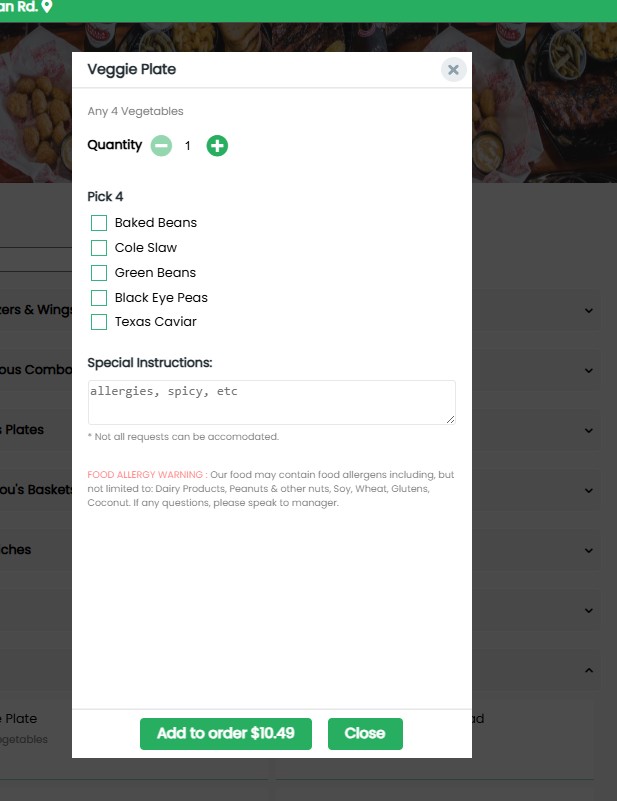 an Rd.
Veggie Plate
Any 4 Vegetables
Quantity 1
Pick 4
Baked Beans
Cole Slaw
Green Beans
Black Eye Peas
Texas Caviar
Special Instructions:
allergies, spicy, etc
* Not all requests can be accomodated.
FOOD ALLERGY WARNING : Our food may contain food allergens including, but
not limited to: Dairy Products, Peanuts & other nuts, Soy, Wheat, Glutens,
Coconut. If any questions, please speak to manager.
Add to order $10.49 Close
zers & Wings
ous Combo
s Plates
ou's Baskets
ches
e Plate
egetables
ad